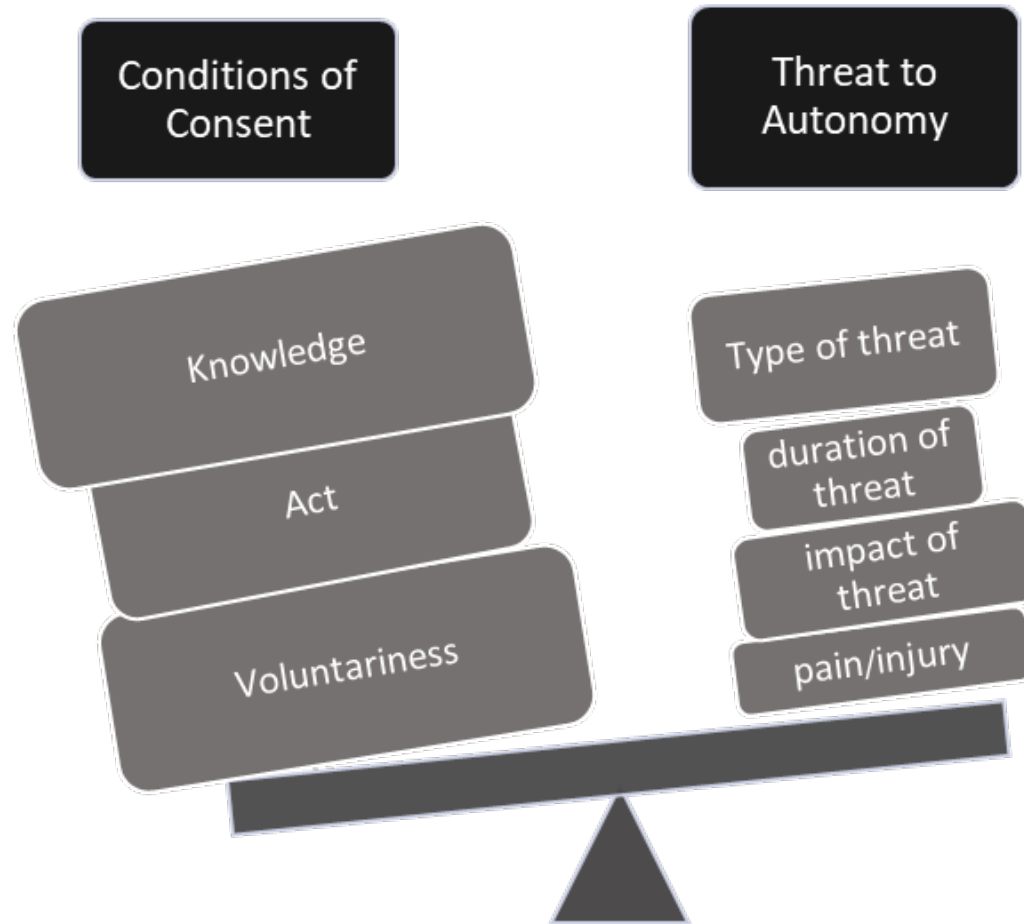 Conditions of
Consent
Threat to
Autonomy
Knowledge
Act
Voluntariness
Type of threat
duration of
threat
impact of
threat
pain/injury